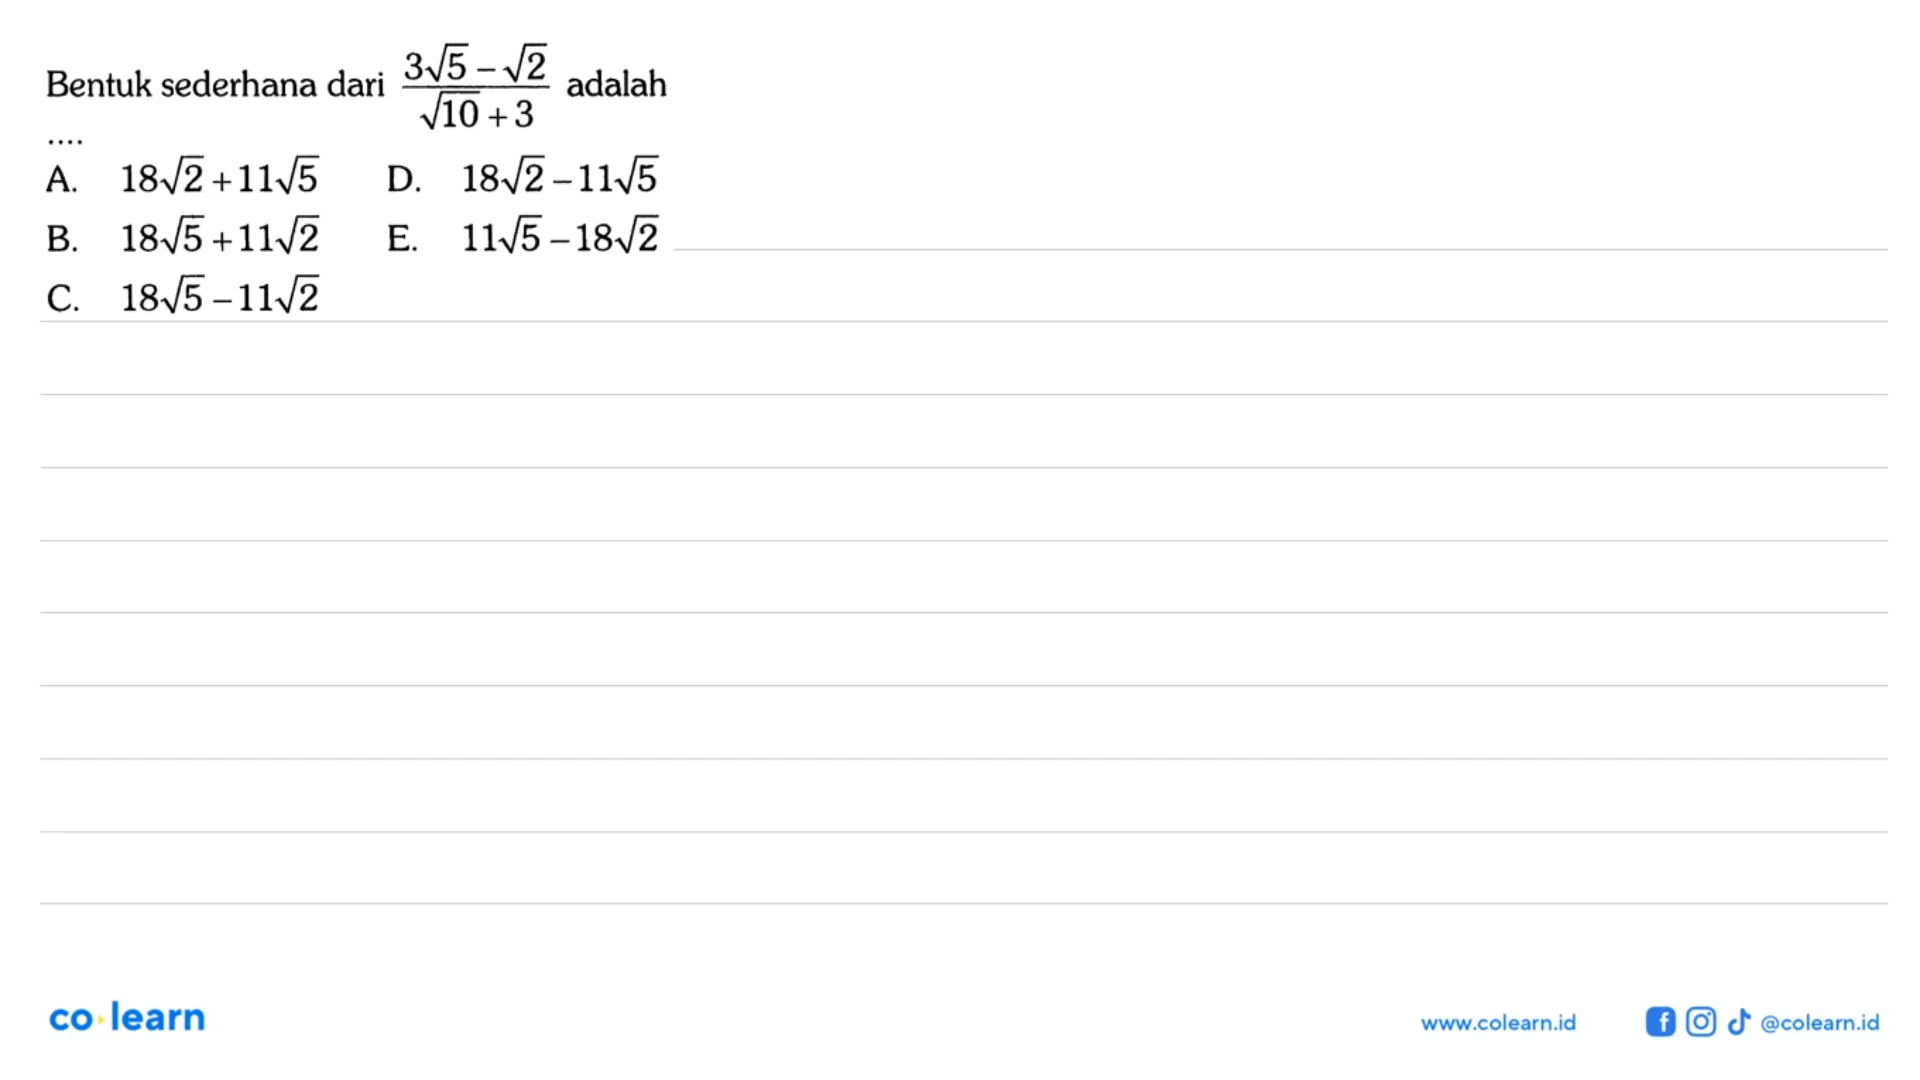 Bentuk sederhana dari (3√5 − √2)/(√10 + 3) adalah
....
A. 18√2 + 11√5 D. 18√2 − 11√5
B. 18√5 + 11√2 E. 11√5 − 18√2
C. 18√5 − 11√2
co learn www.colearn.id @colearn.id